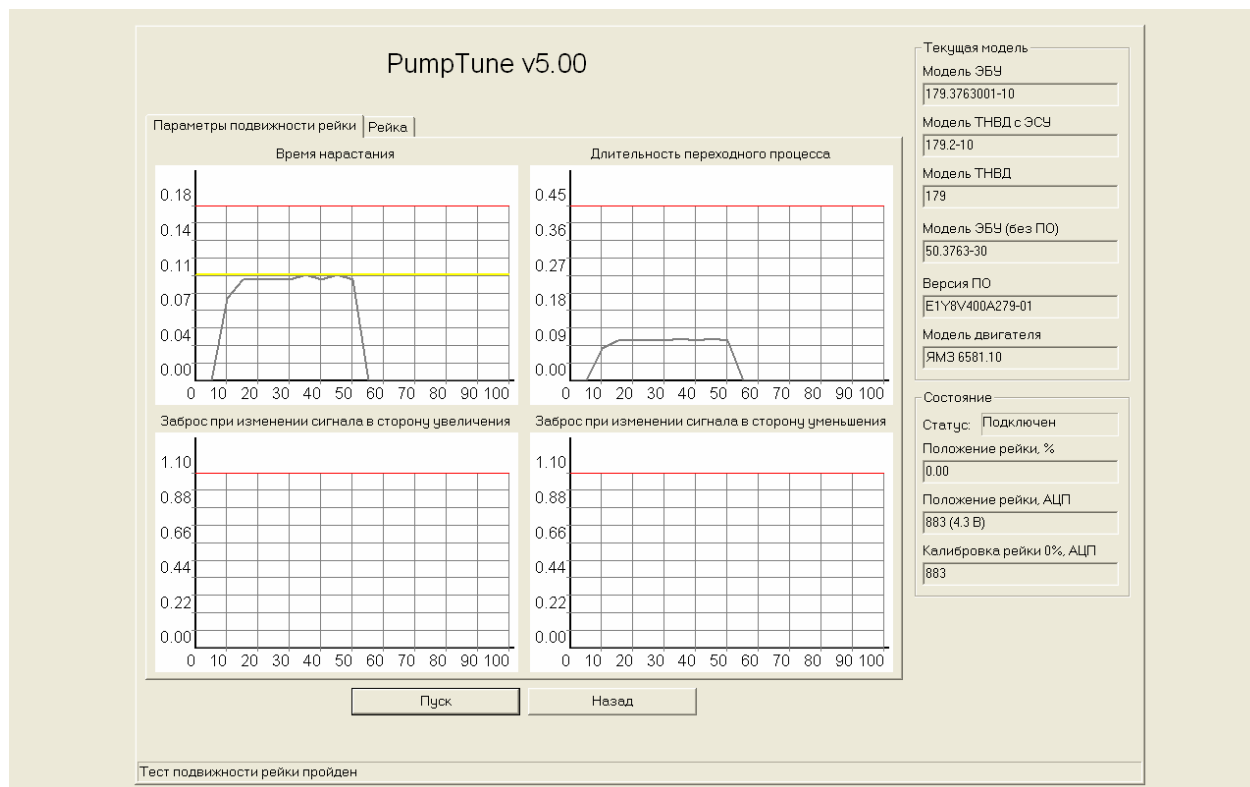 PumpTune v5.00
Параметры подвижности рейки
Рейка
Время нарастания
0.18
0.14
0.11
0.07
0.04
0.00
0 10 20 30 40 50 60 70 80 90 100
Длительность переходного процесса
0.45
0.36
0.27
0.18
0.09
0.00
0 10 20 30 40 50 60 70 80 90 100
Заброс при изменении сигнала в сторону увеличения
1.10
0.88
0.66
0.44
0.22
0.00
0 10 20 30 40 50 60 70 80 90 100
Заброс при изменении сигнала в сторону уменьшения
1.10
0.88
0.66
0.44
0.22
0.00
0 10 20 30 40 50 60 70 80 90 100
Пуск
Назад
Текущая модель
Модель ЭБУ
179.3763001-10
Модель ТНВД с ЭСУ
179.2-10
Модель ТНВД
179
Модель ЭБУ (без ПО)
50.3763-30
Версия ПО
E1Y8V400A279-01
Модель двигателя
ЯМЗ 6581.10
Состояние
Статус: Подключен
Положение рейки, %
0.00
Положение рейки, АЦП
883 (4.3 В)
Калибровка рейки 0%, АЦП
883
Тест подвижности рейки пройден